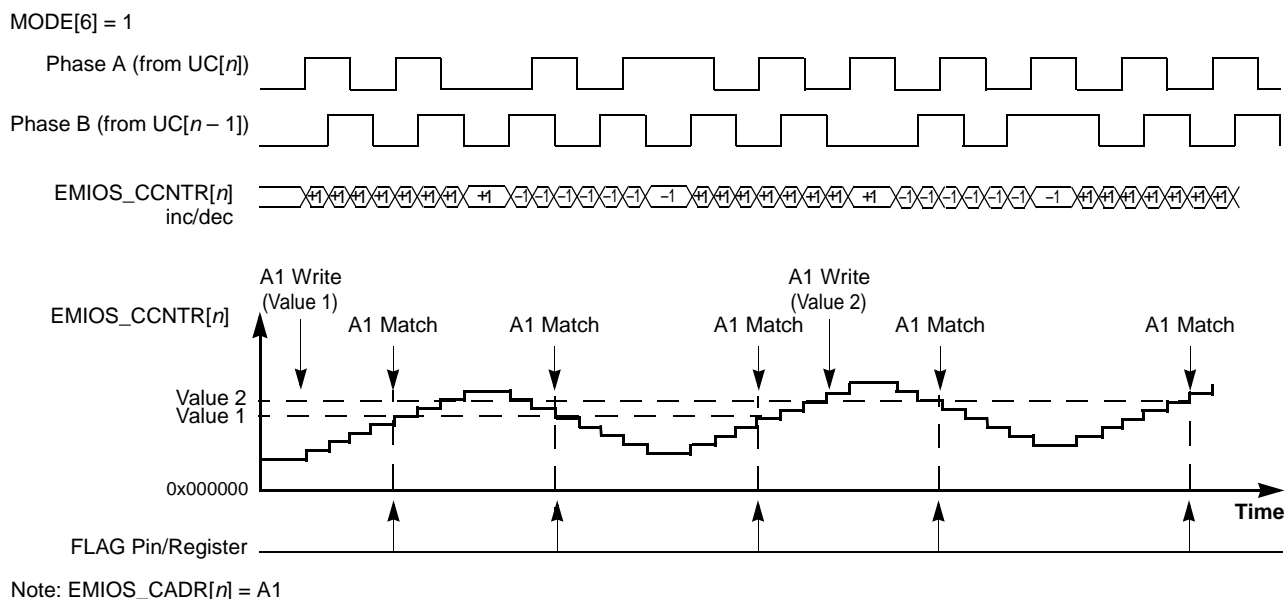 MODE[6] = 1
Phase A (from UC[n])
Phase B (from UC[n – 1])
EMIOS_CCNTR[n]
inc/dec
+1 +1 +1 +1 +1 +1 +1 +1 –1 –1 –1 –1 –1 –1 –1 +1 +1 +1 +1 +1 +1 +1 +1 –1 –1 –1 –1 –1 –1 –1 +1 +1 +1 +1 +1 +1 +1
A1 Write
(Value 1)
A1 Write
(Value 2)
EMIOS_CCNTR[n]
A1 Match A1 Match A1 Match A1 Match A1 Match
Value 2
Value 1
0x000000
Time
FLAG Pin/Register
Note: EMIOS_CADR[n] = A1